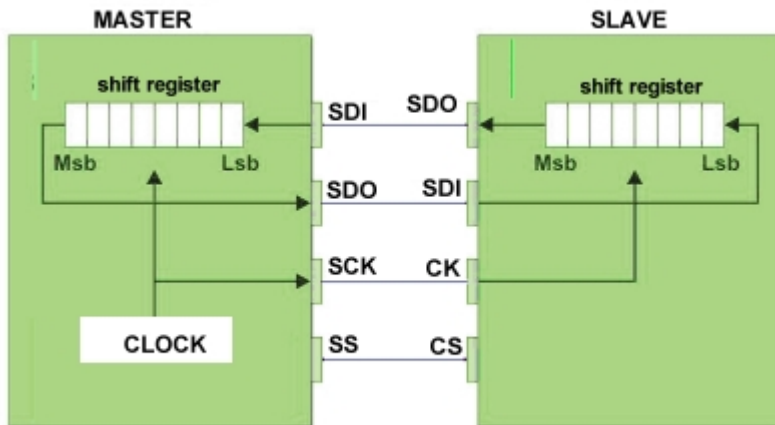 MASTER
SLAVE
shift register
Msb
Lsb
SDI
SDO
SCK
SS
CLOCK
SDO
SDI
CK
CS
shift register
Msb
Lsb